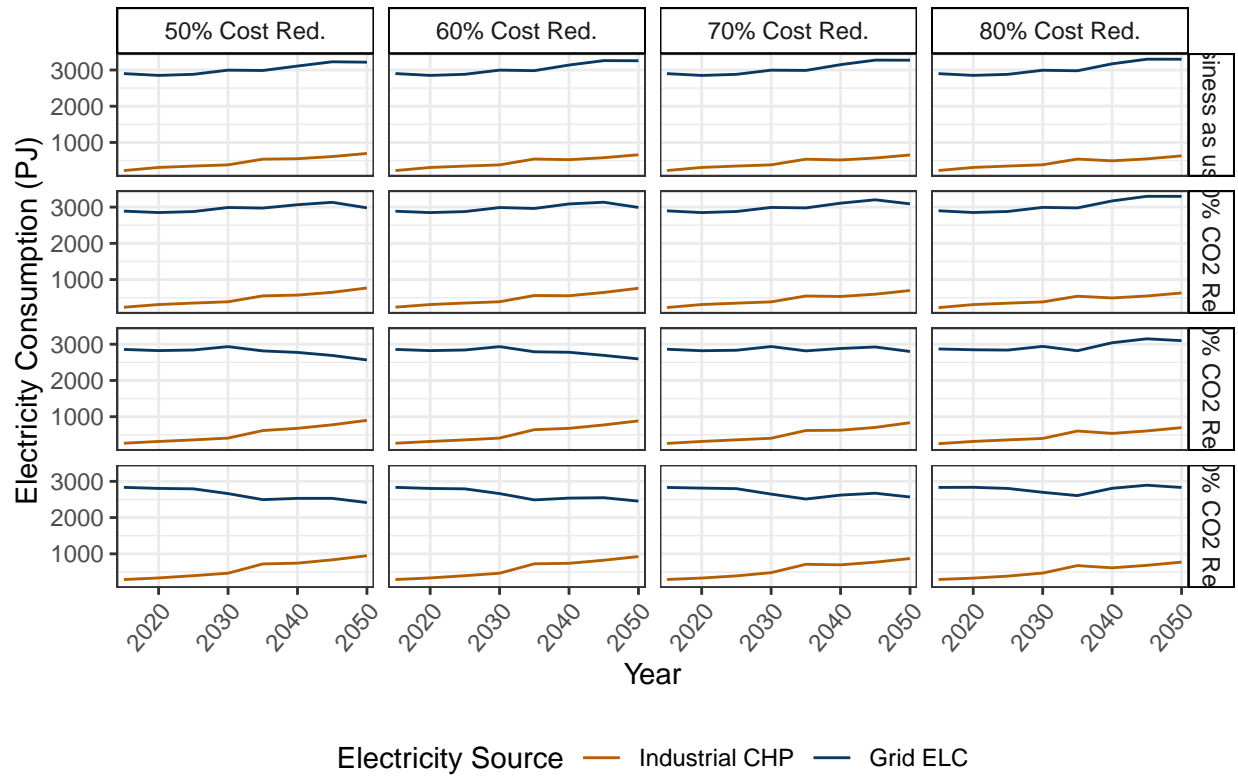 50% Cost Red. 60% Cost Red. 70% Cost Red. 80% Cost Red.
Electricity Consumption (PJ)
3000
2000
1000
siness as us
3000
2000
1000
0% CO2 Re
3000
2000
1000
0% CO2 Re
3000
2000
1000
0% CO2 Re
2020 2030 2040 2050 2020 2030 2040 2050 2020 2030 2040 2050 2020 2030 2040 2050
Year
Electricity Source Industrial CHP Grid ELC